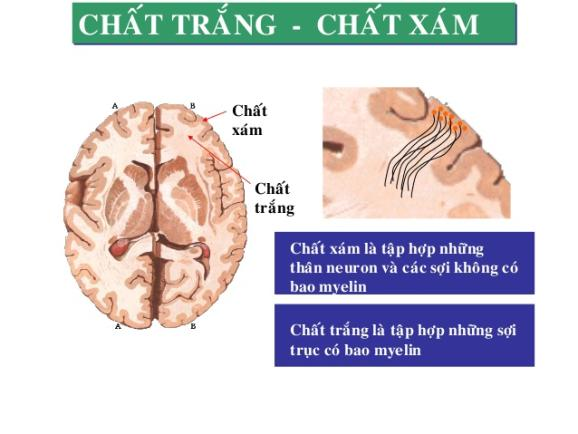 CHẤT TRẮNG - CHẤT XÁM
A B
Chất
xám
Chất
trắng
A B
Chất xám là tập hợp những
thân neuron và các sợi không có
bao myelin
Chất trắng là tập hợp những sợi
trục có bao myelin